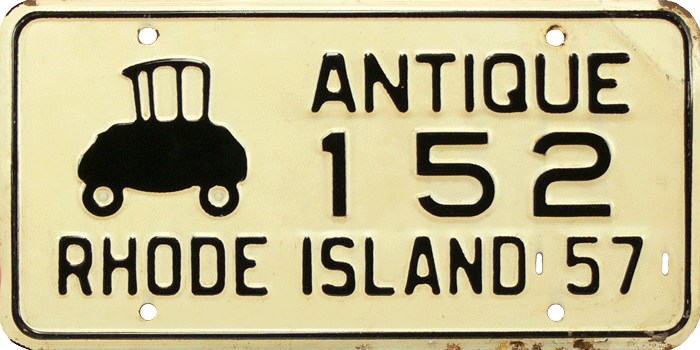 ANTIQUE
152
RHODE ISLAND 57